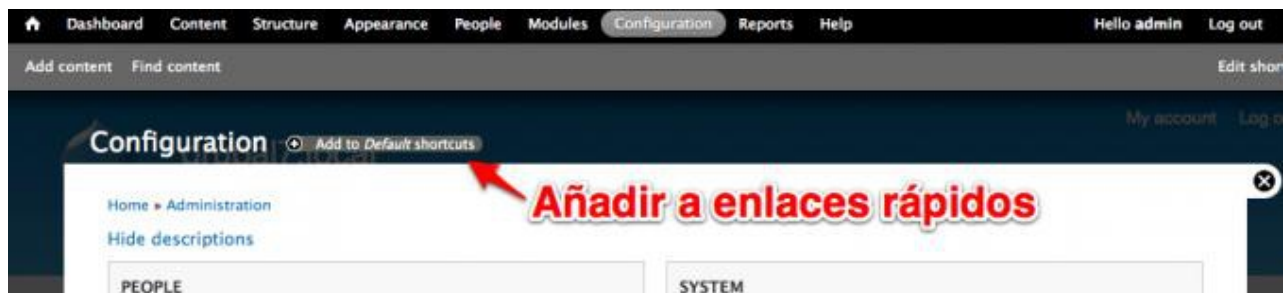 Dashboard Content Structure Appearance People Modules Configuration Reports Help Hello admin Log out
Add content Find content Edit shor
My account Log o
Configuration Add to Default shortcuts
Añadir a enlaces rápidos
Home » Administration
Hide descriptions
PEOPLE SYSTEM